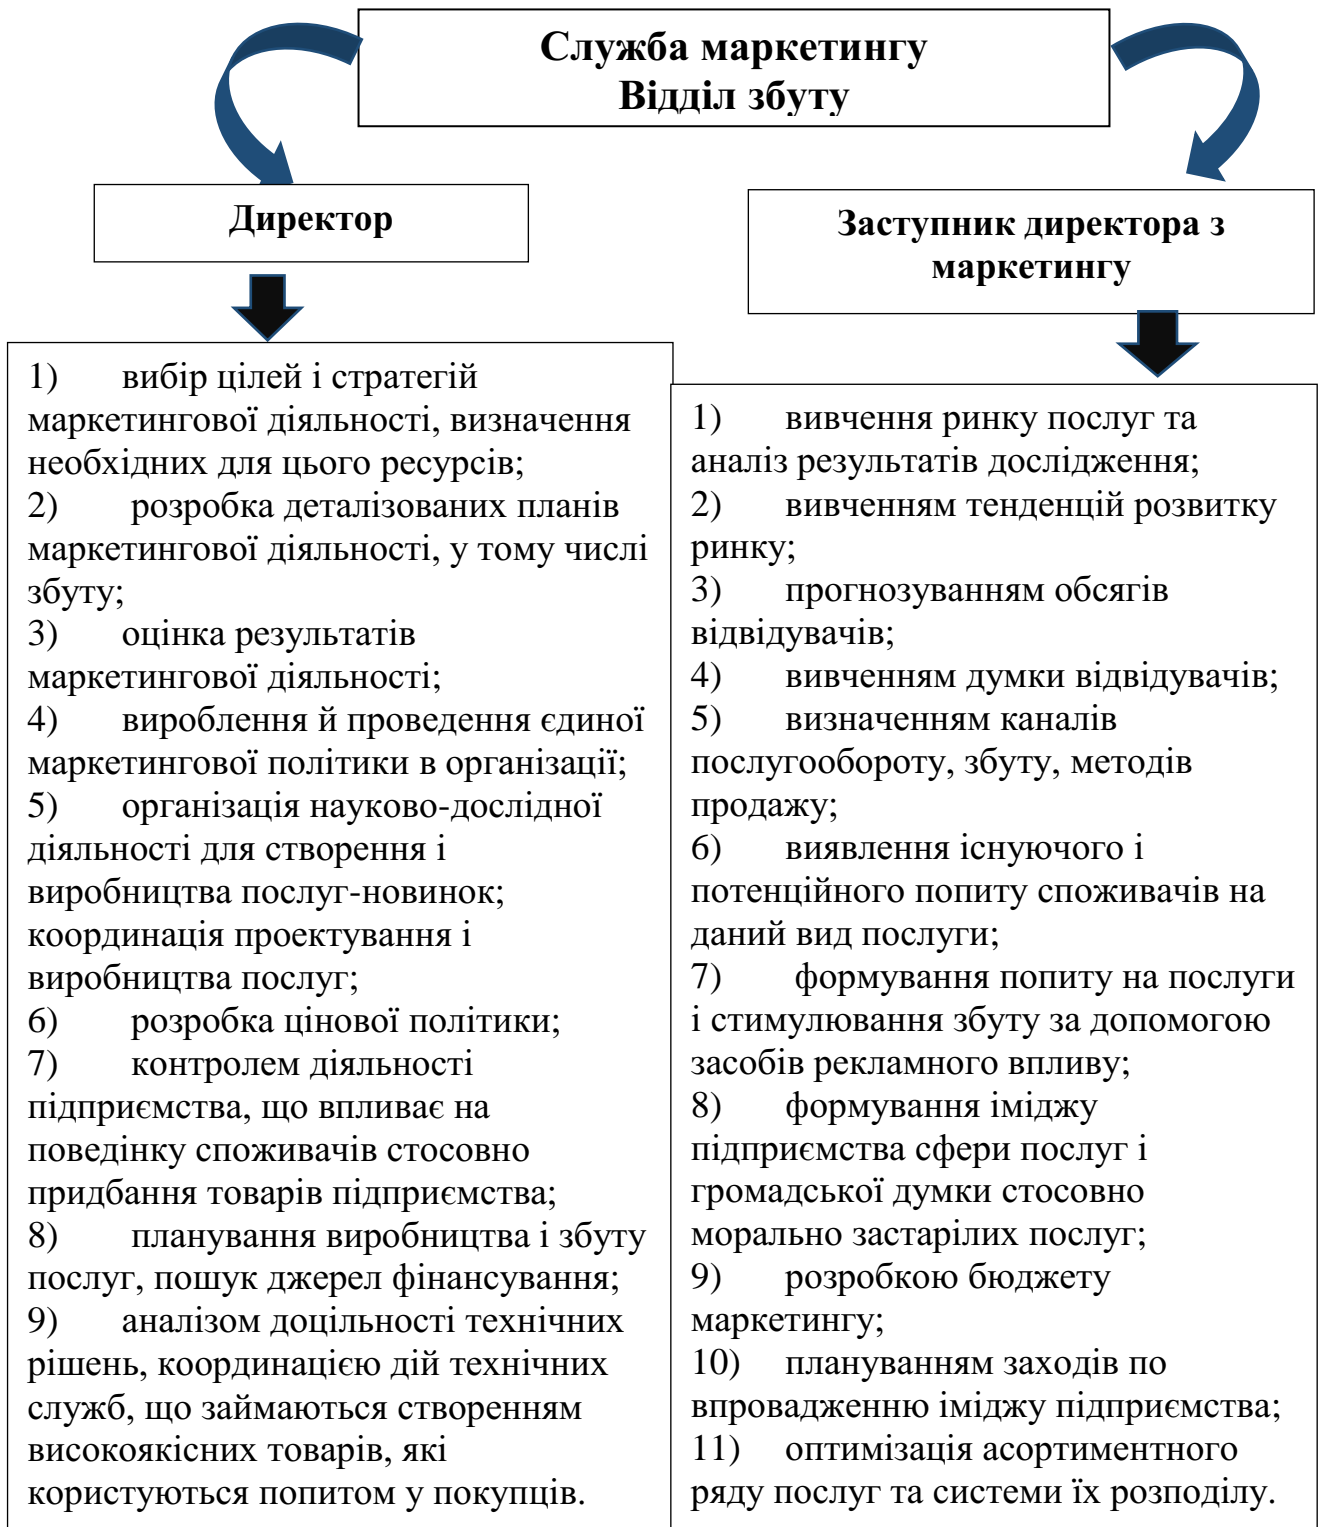 Служба маркетингу
Відділ збуту
Директор
Заступник директора з
маркетингу
1) вибір цілей і стратегій
маркетингової діяльності, визначення
необхідних для цього ресурсів;
2) розробка деталізованих планів
маркетингової діяльності, у тому числі
збуту;
3) оцінка результатів
маркетингової діяльності;
4) вироблення й проведення єдиної
маркетингової політики в організації;
5) організація науково-дослідної
діяльності для створення і
виробництва послуг-новинок;
координація проектування і
виробництва послуг;
6) розробка цінової політики;
7) контролем діяльності
підприємства, що впливає на
поведінку споживачів стосовно
придбання товарів підприємства;
8) планування виробництва і збуту
послуг, пошук джерел фінансування;
9) аналізом доцільності технічних
рішень, координацією дій технічних
служб, що займаються створенням
високоякісних товарів, які
користуються попитом у покупців.
1) вивчення ринку послуг та
аналіз результатів дослідження;
2) вивченням тенденцій розвитку
ринку;
3) прогнозуванням обсягів
відвідувачів;
4) вивченням думки відвідувачів;
5) визначенням каналів
послугообороту, збуту, методів
продажу;
6) виявлення існуючого і
потенційного попиту споживачів на
даний вид послуги;
7) формування попиту на послуги
і стимулювання збуту за допомогою
засобів рекламного впливу;
8) формування іміджу
підприємства сфери послуг і
громадської думки стосовно
морально застарілих послуг;
9) розробкою бюджету
маркетингу;
10) плануванням заходів по
впровадженню іміджу підприємства;
11) оптимізація асортиментного
ряду послуг та системи їх розподілу.